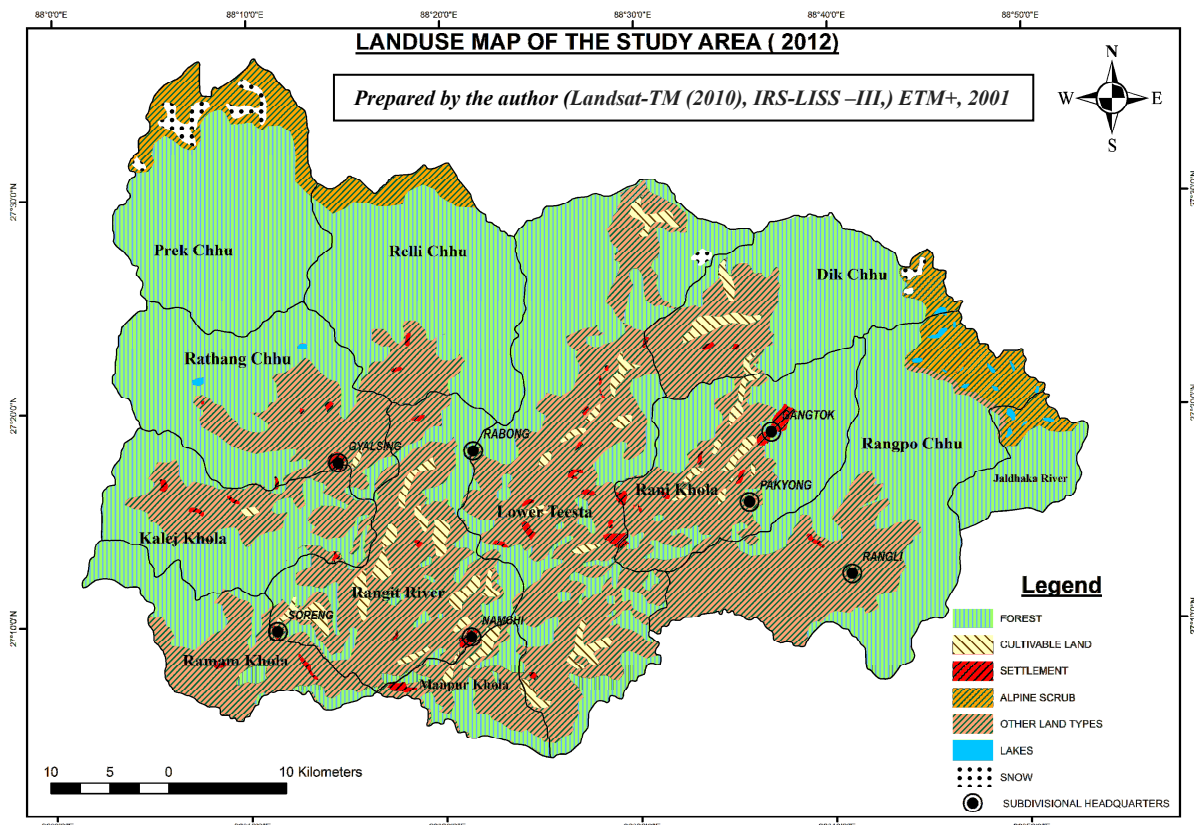 88°0'0"E 88°10'0"E 88°20'0"E 88°30'0"E 88°40'0"E 88°50'0"E
LANDUSE MAP OF THE STUDY AREA ( 2012)
Prepared by the author (Landsat-TM (2010), IRS-LISS –III,) ETM+, 2001
N
W E
S
27°30'0"N
Prek Chhu
Relli Chhu
Dik Chhu
Rathang Chhu
27°20'0"N
GANGTOK
RABONG
GYALSING
Rangpo Chhu
Jaldhaka River
Rani Khola
PAKYONG
Lower Teesta
Kalej Khola
RANGLI
Rangit River
SORENG
NAMCHI
27°10'0"N
Ramam Khola
Manpur Khola
Legend
FOREST
CULTIVABLE LAND
SETTLEMENT
ALPINE SCRUB
OTHER LAND TYPES
LAKES
SNOW
SUBDIVISIONAL HEADQUARTERS
10 5 0 10 Kilometers